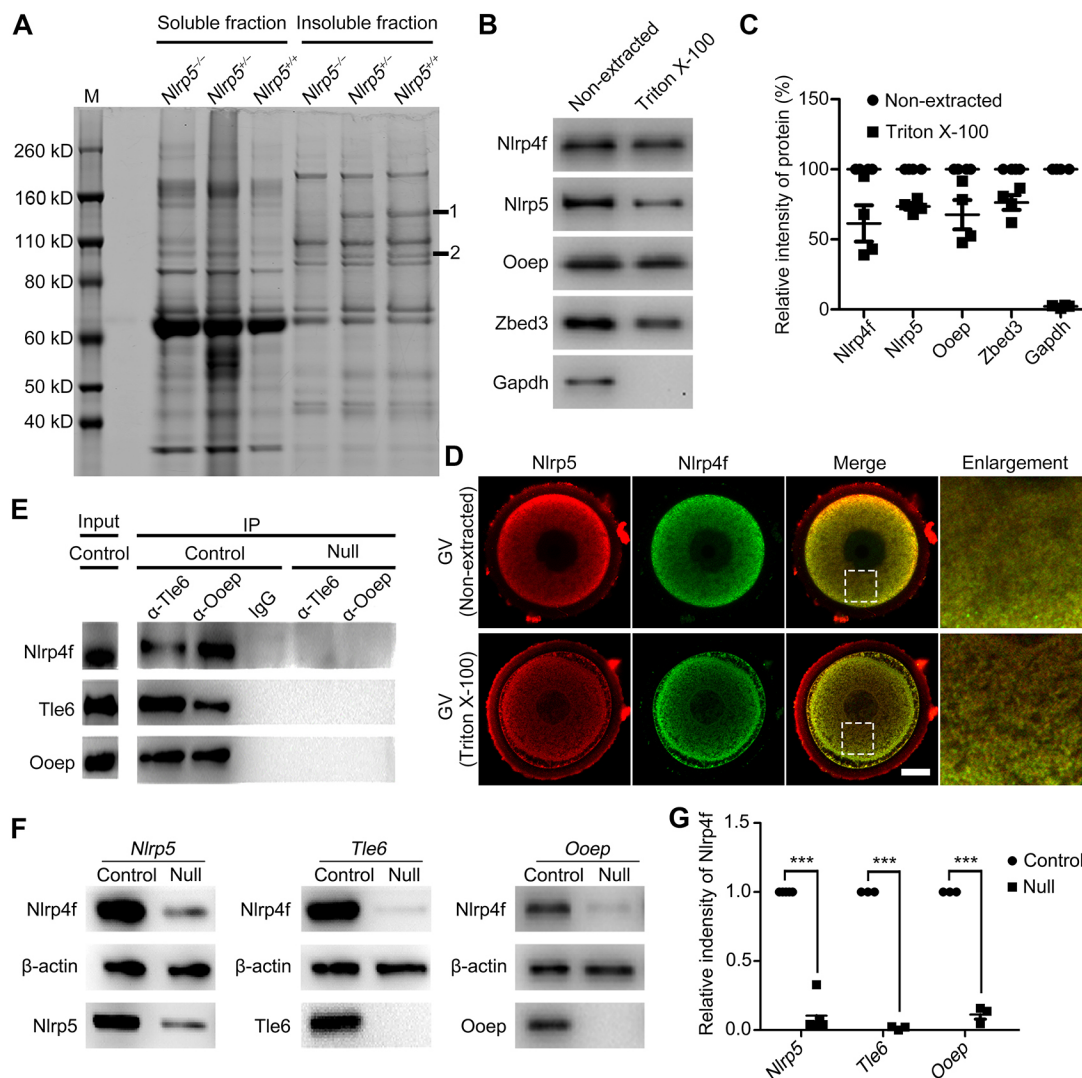 A
Soluble fraction Insoluble fraction
M
Nlrp5-/-
Nlrp5+/-
Nlrp5+/+
Nlrp5-/-
Nlrp5+/-
Nlrp5+/+
260 kD
160 kD
110 kD
80 kD
60 kD
50 kD
40 kD
1
2
B
Non-extracted
Triton X-100
Nlrp4f
Nlrp5
Ooep
Zbed3
Gapdh
C
Relative intensity of protein (%)
150
100
50
0
Non-extracted
Triton X-100
Nlrp4f
Nlrp5
Ooep
Zbed3
Gapdh
D
Nlrp5 Nlrp4f Merge Enlargement
GV
(Non-extracted)
GV
(Triton X-100)
E
Input IP
Control Control Null
α-Tle6
α-Ooep
IgG
α-Tle6
α-Ooep
Nlrp4f
Tle6
Ooep
F
Nlrp5
Control Null
Nlrp4f
β-actin
Nlrp5
Tle6
Control Null
Nlrp4f
β-actin
Tle6
Ooep
Control Null
Nlrp4f
β-actin
Ooep
G
Relative indensity of Nlrp4f
1.5
1.0
0.5
0.0
*** *** ***
Control
Null
Nlrp5
Tle6
Ooep